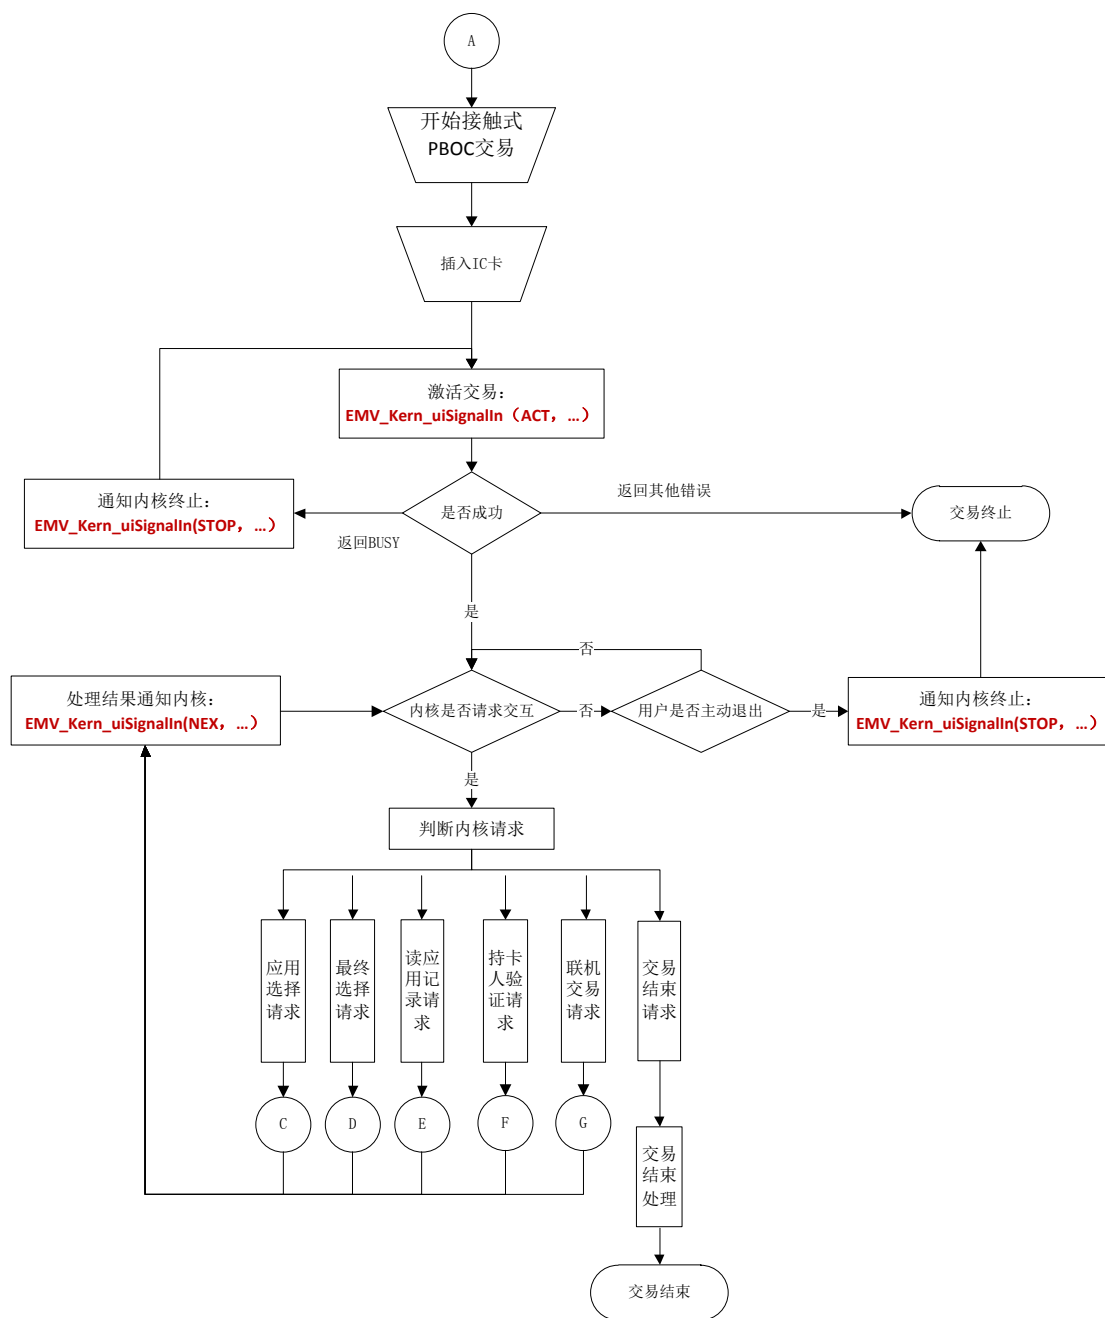 A
开始接触式
PBOC交易
插入IC卡
激活交易：
EMV_Kern_uiSignalIn（ACT，…）
通知内核终止：
EMV_Kern_uiSignalIn(STOP，…）
返回BUSY
是否成功
返回其他错误
交易终止
是
否
处理结果通知内核：
EMV_Kern_uiSignalIn(NEX，…）
内核是否请求交互
否
用户是否主动退出
是
通知内核终止：
EMV_Kern_uiSignalIn(STOP，…）
是
判断内核请求
应用
选择
请求
最终
选择
请求
读应
用记
录请
求
持卡
人验
证请
求
联机
交易
请求
交易
结束
请求
C
D
E
F
G
交易
结束
处理
交易结束